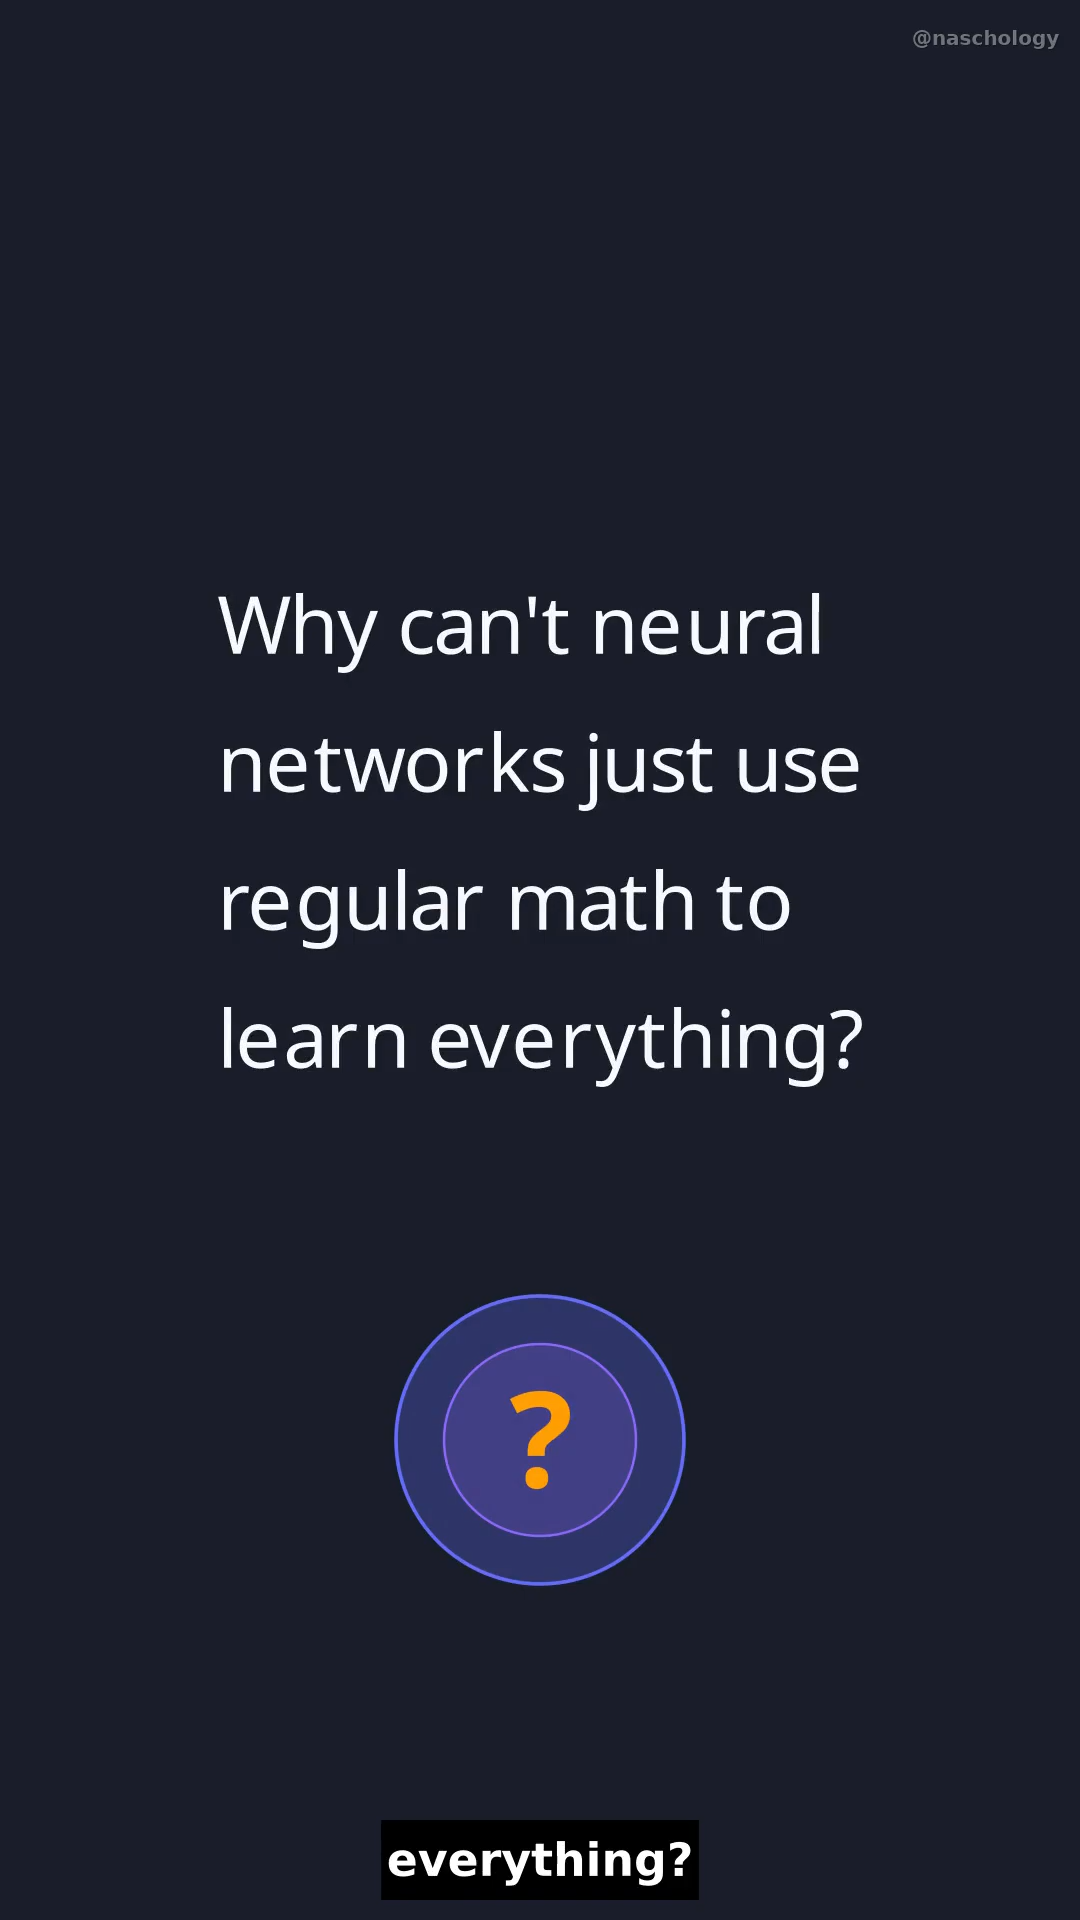 @naschology
Why can't neural
networks just use
regular math to
learn everything?
?
everything?